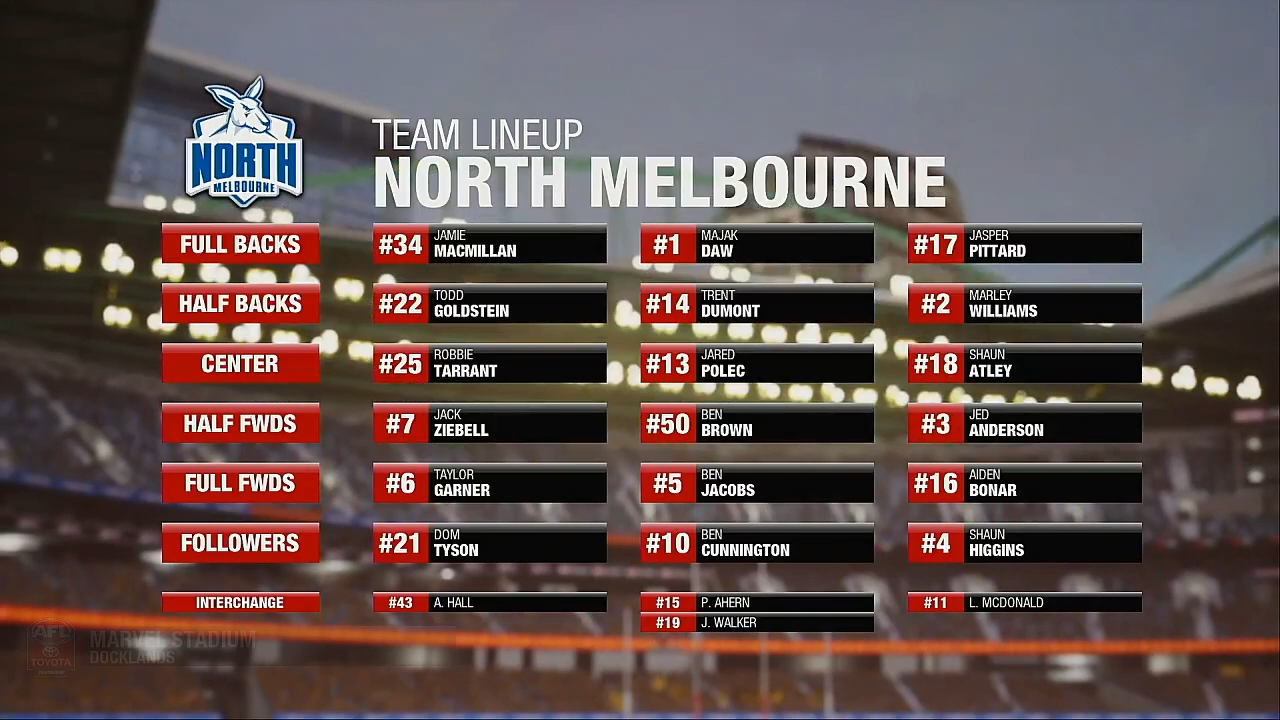 NORTH
MELBOURNE
TEAM LINEUP
NORTH MELBOURNE
FULL BACKS #34 JAMIE MACMILLAN #1 MAJAK DAW #17 JASPER PITTARD
HALF BACKS #22 TODD GOLDSTEIN #14 TRENT DUMONT #2 MARLEY WILLIAMS
CENTER #25 ROBBIE TARRANT #13 JARED POLEC #18 SHAUN ATLEY
HALF FWDS #7 JACK ZIEBELL #50 BEN BROWN #3 JED ANDERSON
FULL FWDS #6 TAYLOR GARNER #5 BEN JACOBS #16 AIDEN BONAR
FOLLOWERS #21 DOM TYSON #10 BEN CUNNINGTON #4 SHAUN HIGGINS
INTERCHANGE #43 A. HALL #15 P. AHERN #11 L. MCDONALD
#19 J. WALKER
AFL
TOYOTA
MARVEL STADIUM
DOCKLANDS